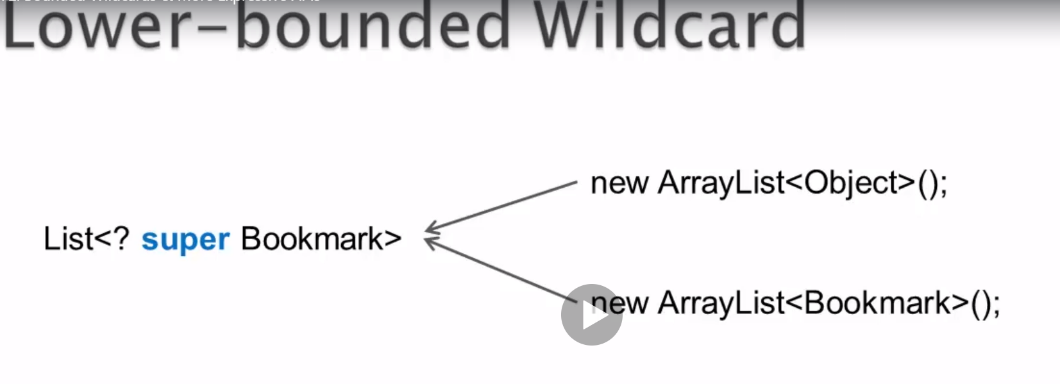 Lower-bounded Wildcard
new ArrayList<Object>();
List<? super Bookmark>
new ArrayList<Bookmark>();